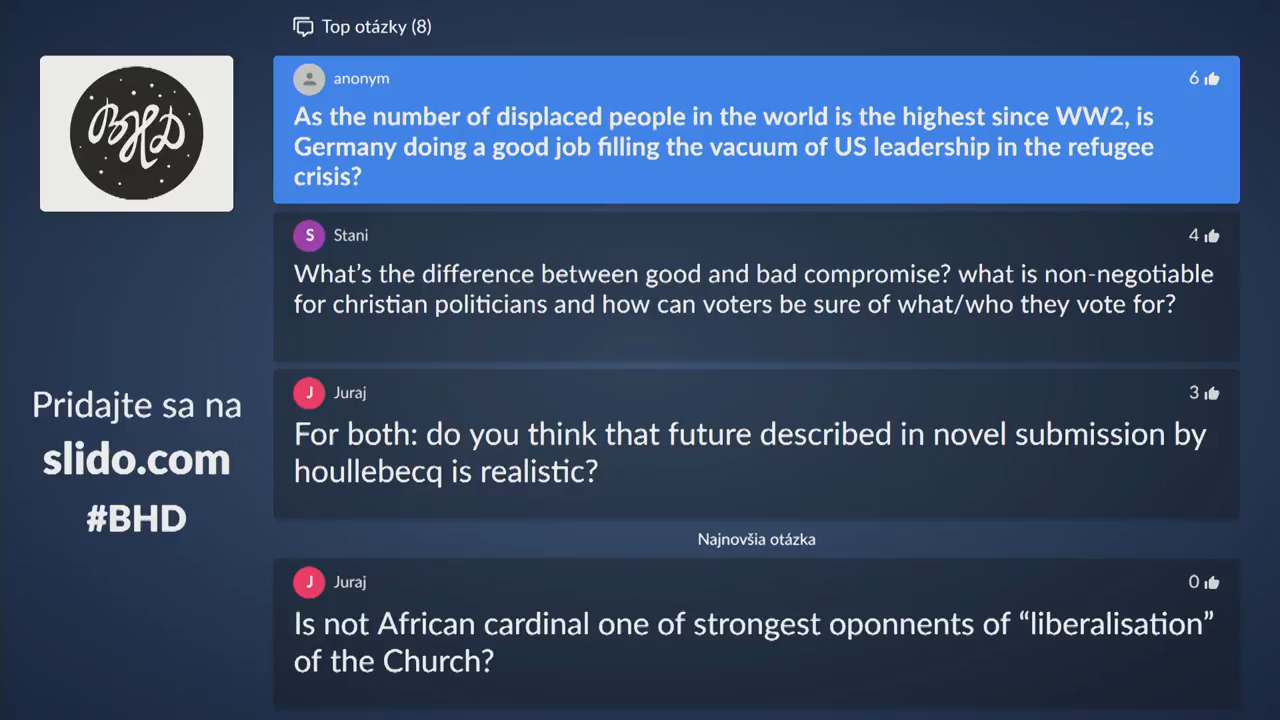 Top otázky (8)
BHD
anonym
6
As the number of displaced people in the world is the highest since WW2, is
Germany doing a good job filling the vacuum of US leadership in the refugee
crisis?
S
Stani
4
What's the difference between good and bad compromise? what is non-negotiable
for christian politicians and how can voters be sure of what/who they vote for?
Pridajte sa na
slido.com
#BHD
J
Juraj
3
For both: do you think that future described in novel submission by
houllebecq is realistic?
Najnovšia otázka
J
Juraj
0
Is not African cardinal one of strongest oponnents of “liberalisation”
of the Church?